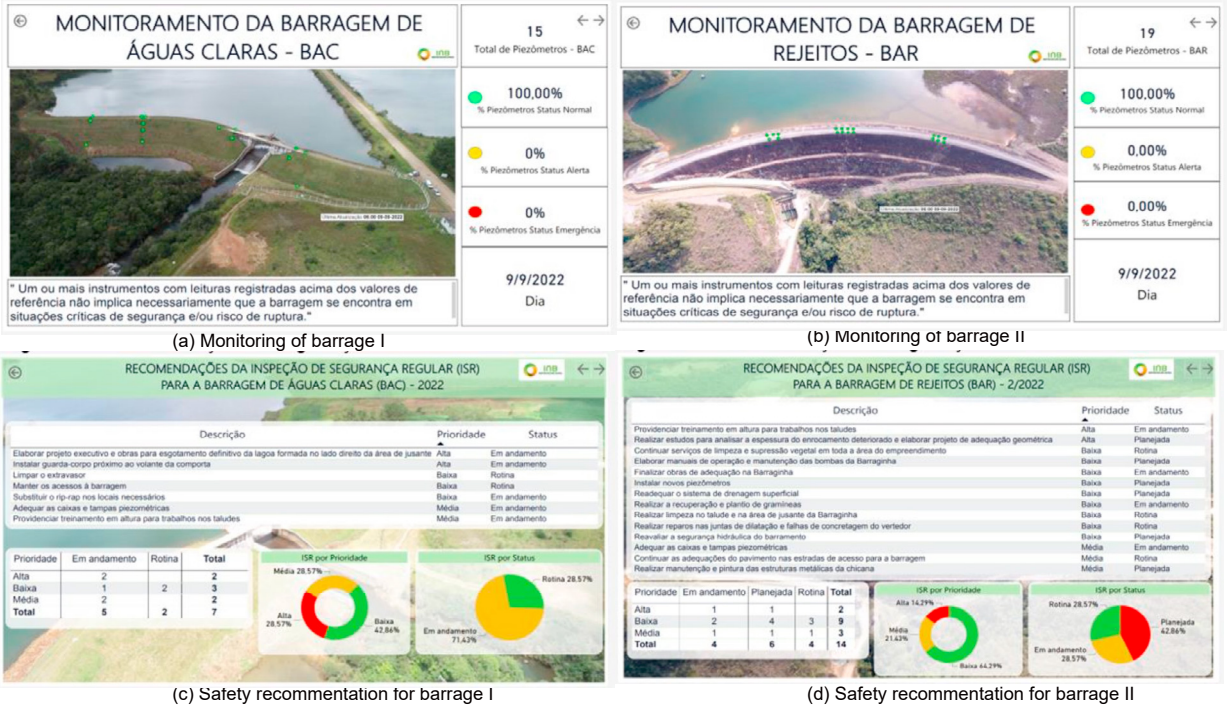 MONITORAMENTO DA BARRAGEM DE
ÁGUAS CLARAS - BAC
15
Total de Piezômetros - BAC
100,00%
% Piezômetros Status Normal
0%
% Piezômetros Status Alerta
0%
% Piezômetros Status Emergência
9/9/2022
Dia
" Um ou mais instrumentos com leituras registradas acima dos valores de
referência não implica necessariamente que a barragem se encontra em
situações críticas de segurança e/ou risco de ruptura."
(a) Monitoring of barrage I
MONITORAMENTO DA BARRAGEM DE
REJEITOS - BAR
19
Total de Piezômetros - BAR
100,00%
% Piezômetros Status Normal
0,00%
% Piezômetros Status Alerta
0,00%
% Piezômetros Status Emergência
9/9/2022
Dia
" Um ou mais instrumentos com leituras registradas acima dos valores de
referência não implica necessariamente que a barragem se encontra em
situações críticas de segurança e/ou risco de ruptura."
(b) Monitoring of barrage II
RECOMENDAÇÕES DA INSPEÇÃO DE SEGURANÇA REGULAR (ISR)
PARA A BARRAGEM DE ÁGUAS CLARAS (BAC) - 2022
Descrição Prioridade Status
Elaborar projeto executivo e obras para esgotamento definitivo da lagoa formada no lado direito da área de jusante Alta Em andamento
Instalar guarda-corpo próximo ao volante da comporta Alta Em andamento
Limpar o extravasor Baixa Rotina
Manter os acessos à barragem Baixa Rotina
Substituir o rip-rap nos locais necessários Baixa Em andamento
Adequar as caixas e tampas piezométricas Média Em andamento
Providenciar treinamento em altura para trabalhos nos taludes Média Em andamento
Prioridade Em andamento Rotina Total
Alta 2 2
Baixa 1 2 3
Média 2 2
Total 5 2 7
ISR por Prioridade
Média 28,57%
Alta
28,57%
Baixa
42,86%
ISR por Status
Rotina 28,57%
Em andamento
71,43%
(c) Safety recommentation for barrage I
RECOMENDAÇÕES DA INSPEÇÃO DE SEGURANÇA REGULAR (ISR)
PARA A BARRAGEM DE REJEITOS (BAR) - 2/2022
Descrição Prioridade Status
Providenciar treinamento em altura para trabalhos nos taludes Alta Em andamento
Realizar estudos para analisar a espessura do enrocamento deteriorado e elaborar projeto de adequação geométrica Alta Planejada
Continuar serviços de limpeza e supressão vegetal em toda a área do empreendimento Baixa Rotina
Elaborar manuais de operação e manutenção das bombas da Barraginha Baixa Planejada
Finalizar obras de adequação na Barraginha Baixa Em andamento
Instalar novos piezômetros Baixa Planejada
Readequar o sistema de drenagem superficial Baixa Planejada
Realizar a recuperação e plantio de gramíneas Baixa Em andamento
Realizar limpeza no talude e na área de jusante da Barraginha Baixa Rotina
Realizar reparos nas juntas de dilatação e falhas de concretagem do vertedor Baixa Rotina
Reavaliar a segurança hidráulica do barramento Baixa Planejada
Adequar as caixas e tampas piezométricas Média Em andamento
Continuar as adequações do pavimento nas estradas de acesso para a barragem Média Rotina
Realizar manutenção e pintura das estruturas metálicas da chicana Média Planejada
Prioridade Em andamento Planejada Rotina Total
Alta 1 1 2
Baixa 2 4 3 9
Média 1 1 1 3
Total 4 6 4 14
ISR por Prioridade
Alta 14,29%
Média
21,43%
Baixa 64,29%
ISR por Status
Rotina 28,57%
Planejada
42,86%
Em andamento
28,57%
(d) Safety recommentation for barrage II